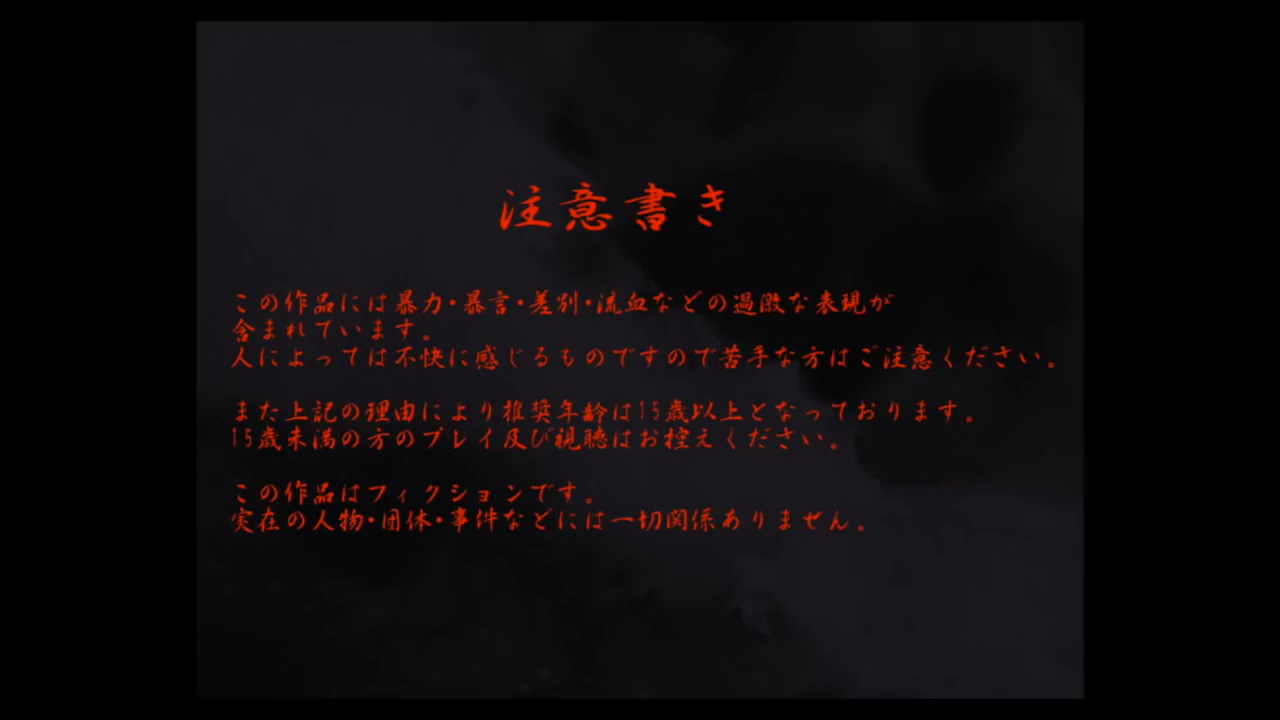 注意書き
この作品には暴力・暴言・差別・流血などの過激な表現が
含まれています。
人によっては不快に感じるものですので苦手な方はご注意ください。
また上記の理由により推奨年齢は15歳以上となっております。
15歳未満の方のプレイ及び視聴はお控えください。
この作品はフィクションです。
実在の人物・団体・事件などには一切関係ありません。